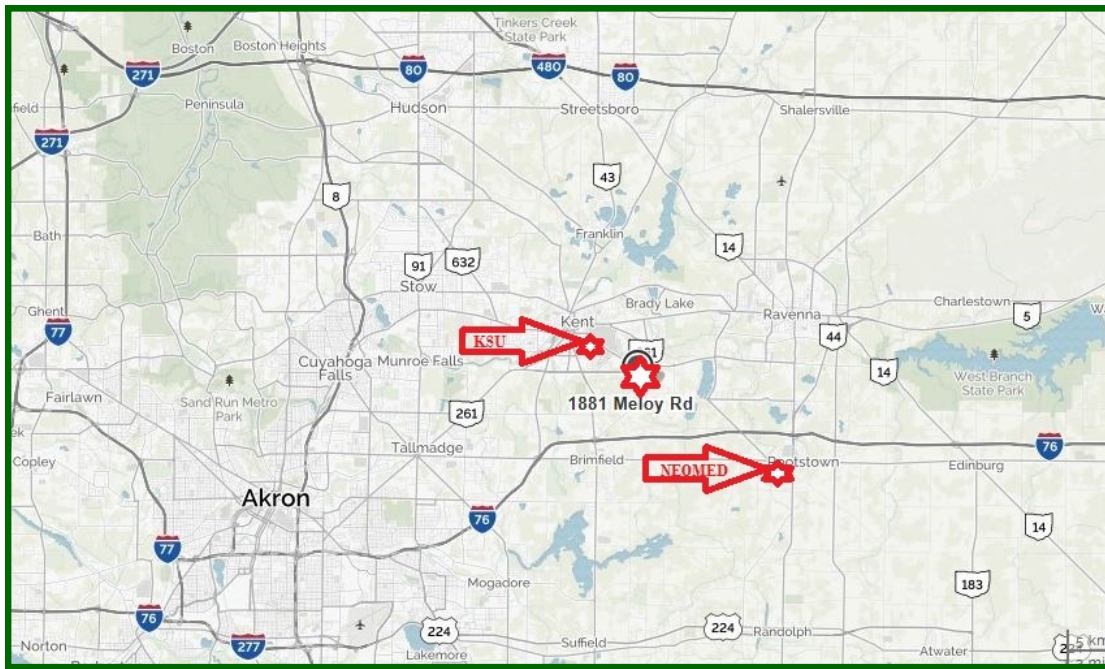 Tinkers Creek
State Park
Boston
Boston Heights
271
80
480
80
Peninsula
Hudson
Streetsboro
Shalersville
271
43
8
Bath
Franklin
14
91
632
Stow
Brady Lake
Charlestown
Ghent
Kent
Ravenna
5
77
KSU
44
Cuyahoga
Falls
Munroe Falls
14
West Branch
State Park
Fairlawn
Sand Run Metro
Park
1881 Meloy Rd
261
Tallmadge
76
Copley
Brimfield
NEOMED
Edinburg
Akron
76
14
77
Mogadore
183
76
224
224
Randolph
Norton
277
Lakemore
Suffield
Atwater
5 km